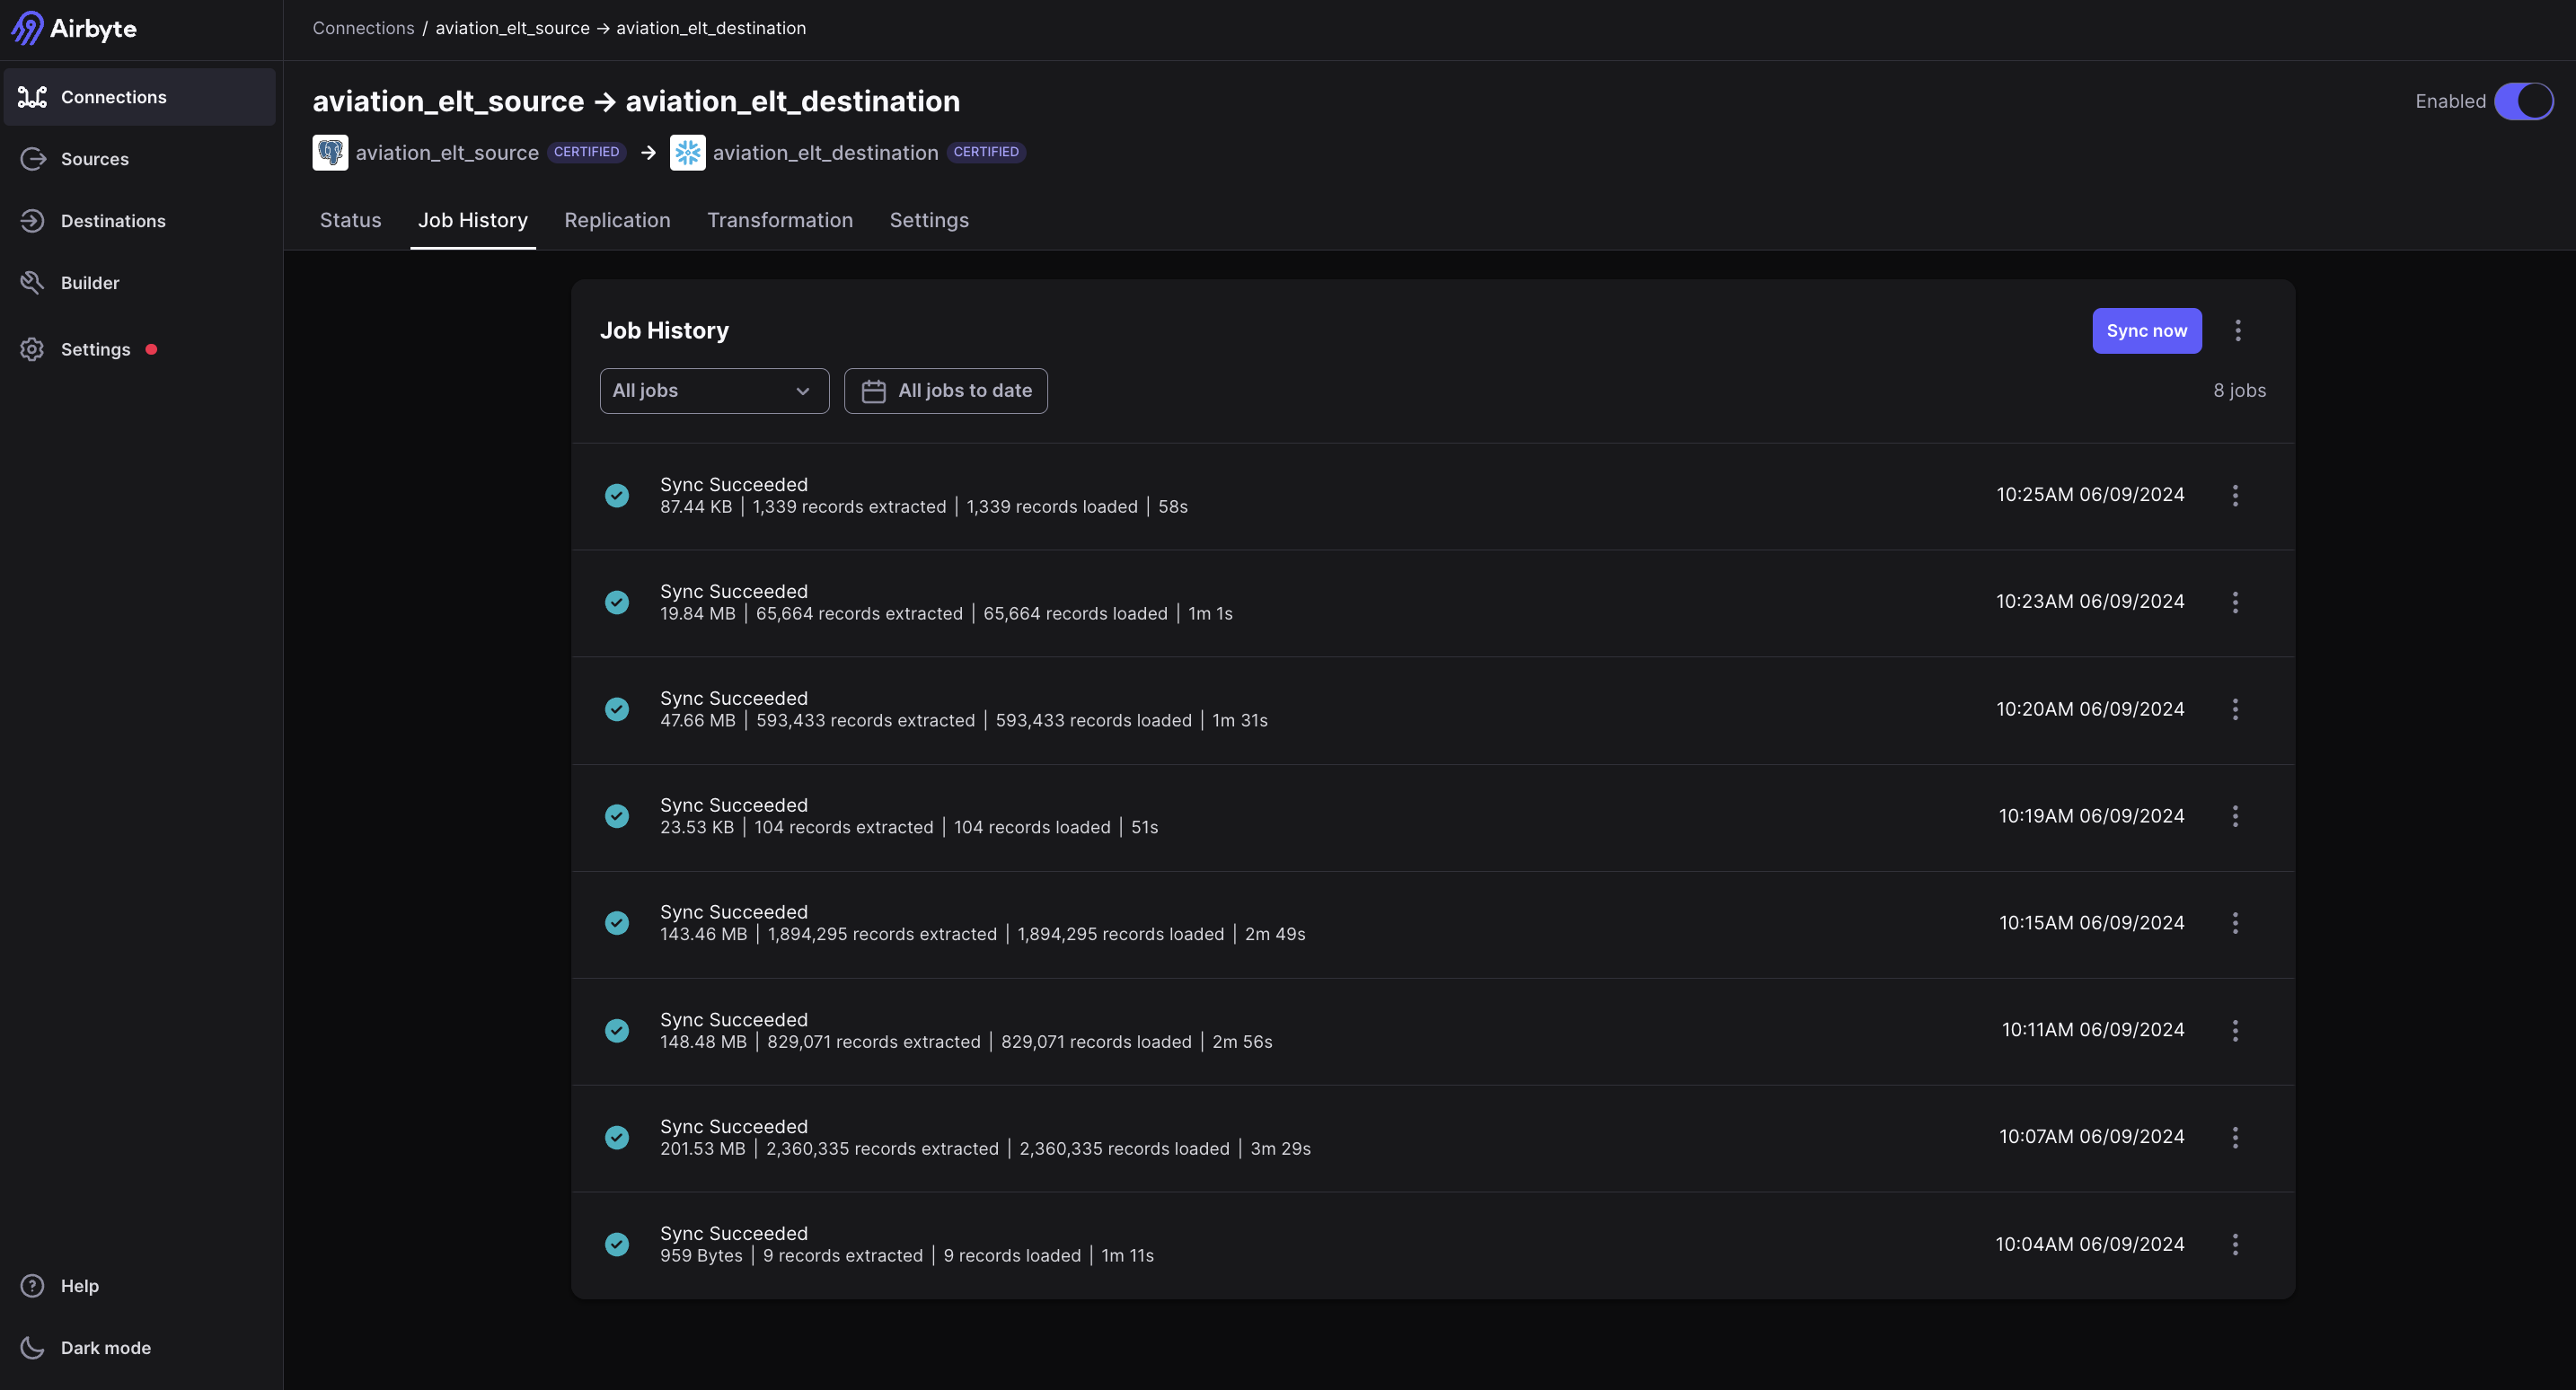 Airbyte
Connections
Sources
Destinations
Builder
Settings
Help
Dark mode
Connections / aviation_elt_source → aviation_elt_destination
aviation_elt_source → aviation_elt_destination
Enabled
aviation_elt_source CERTIFIED → aviation_elt_destination CERTIFIED
Status Job History Replication Transformation Settings
Job History
Sync now
All jobs
All jobs to date
8 jobs
Sync Succeeded
87.44 KB | 1,339 records extracted | 1,339 records loaded | 58s
10:25AM 06/09/2024
Sync Succeeded
19.84 MB | 65,664 records extracted | 65,664 records loaded | 1m 1s
10:23AM 06/09/2024
Sync Succeeded
47.66 MB | 593,433 records extracted | 593,433 records loaded | 1m 31s
10:20AM 06/09/2024
Sync Succeeded
23.53 KB | 104 records extracted | 104 records loaded | 51s
10:19AM 06/09/2024
Sync Succeeded
143.46 MB | 1,894,295 records extracted | 1,894,295 records loaded | 2m 49s
10:15AM 06/09/2024
Sync Succeeded
148.48 MB | 829,071 records extracted | 829,071 records loaded | 2m 56s
10:11AM 06/09/2024
Sync Succeeded
201.53 MB | 2,360,335 records extracted | 2,360,335 records loaded | 3m 29s
10:07AM 06/09/2024
Sync Succeeded
959 Bytes | 9 records extracted | 9 records loaded | 1m 11s
10:04AM 06/09/2024